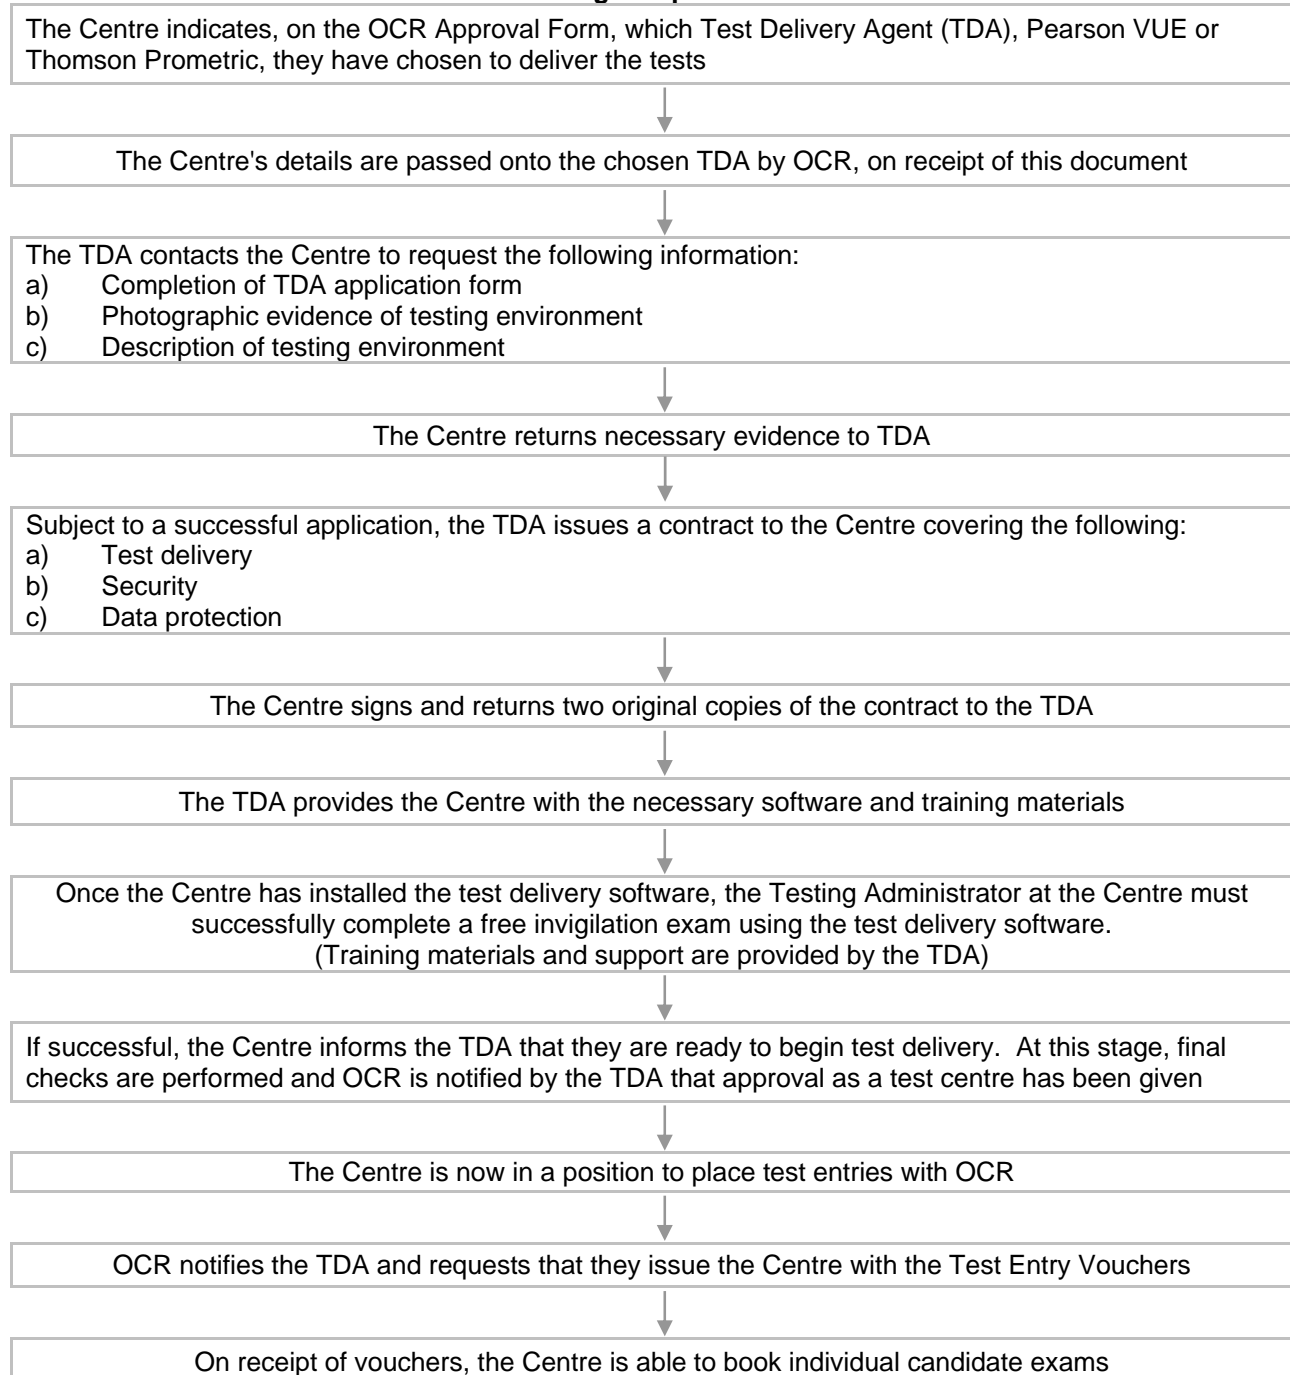 The Centre indicates, on the OCR Approval Form, which Test Delivery Agent (TDA), Pearson VUE or
Thomson Prometric, they have chosen to deliver the tests
The Centre's details are passed onto the chosen TDA by OCR, on receipt of this document
The TDA contacts the Centre to request the following information:
a) Completion of TDA application form
b) Photographic evidence of testing environment
c) Description of testing environment
The Centre returns necessary evidence to TDA
Subject to a successful application, the TDA issues a contract to the Centre covering the following:
a) Test delivery
b) Security
c) Data protection
The Centre signs and returns two original copies of the contract to the TDA
The TDA provides the Centre with the necessary software and training materials
Once the Centre has installed the test delivery software, the Testing Administrator at the Centre must
successfully complete a free invigilation exam using the test delivery software.
(Training materials and support are provided by the TDA)
If successful, the Centre informs the TDA that they are ready to begin test delivery.  At this stage, final
checks are performed and OCR is notified by the TDA that approval as a test centre has been given
The Centre is now in a position to place test entries with OCR
OCR notifies the TDA and requests that they issue the Centre with the Test Entry Vouchers
On receipt of vouchers, the Centre is able to book individual candidate exams